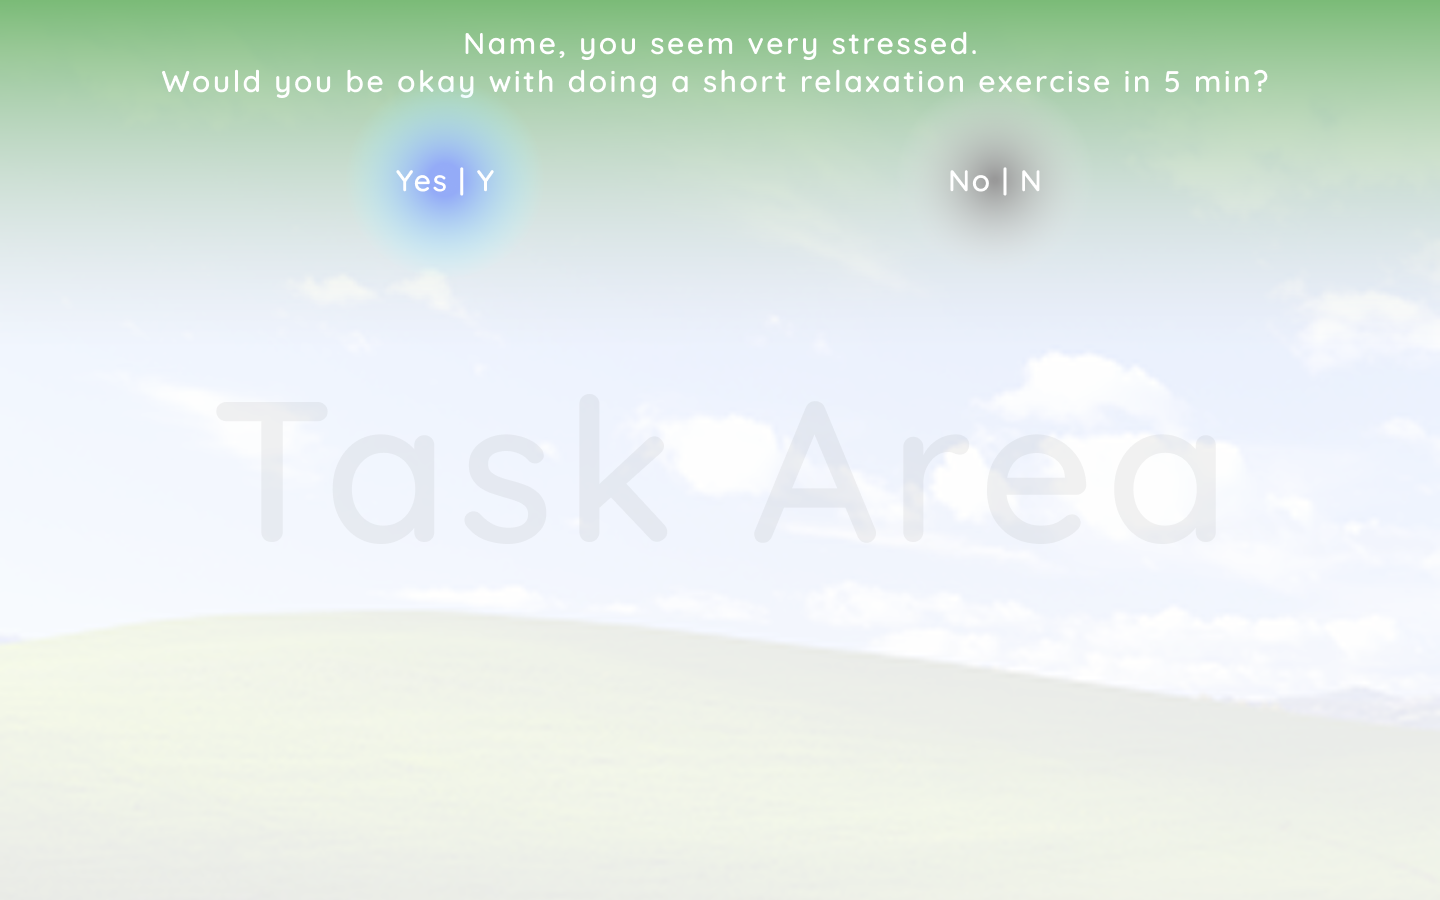 Name, you seem very stressed.
Would you be okay with doing a short relaxation exercise in 5 min?
Yes | Y
No | N
Task Area